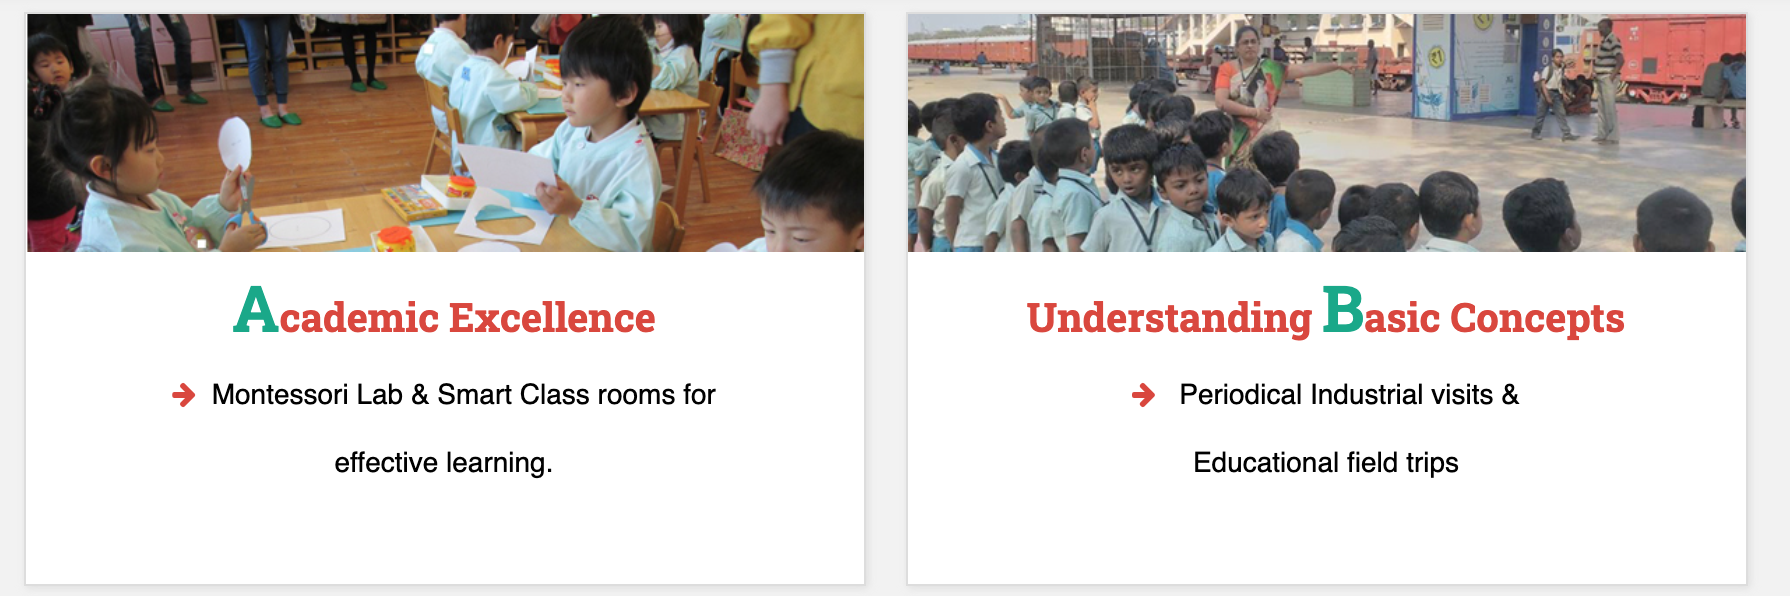 Academic Excellence
Montessori Lab & Smart Class rooms for
effective learning.
Understanding Basic Concepts
Periodical Industrial visits &
Educational field trips